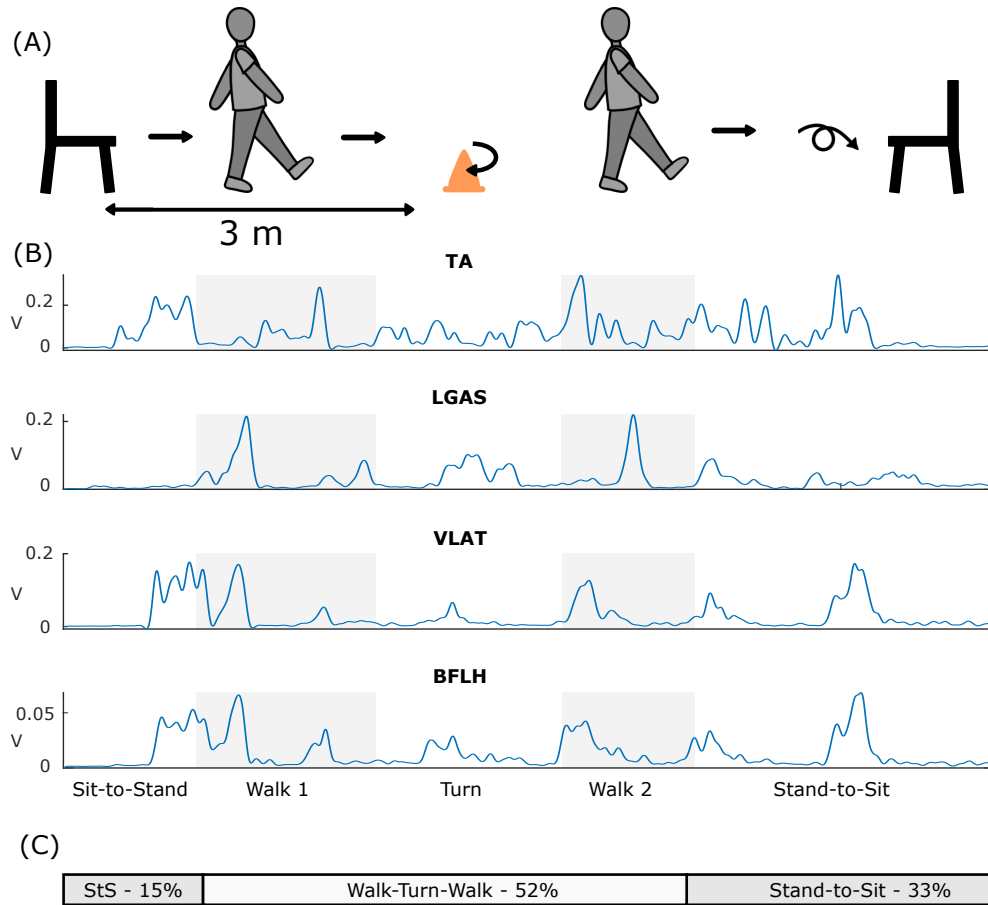 (A)
3 m
(B)
TA
0.2
V
0
LGAS
0.2
V
0
VLAT
0.2
V
0
BFLH
0.05
V
0
Sit-to-Stand Walk 1 Turn Walk 2 Stand-to-Sit
(C)
StS - 15% Walk-Turn-Walk - 52% Stand-to-Sit - 33%